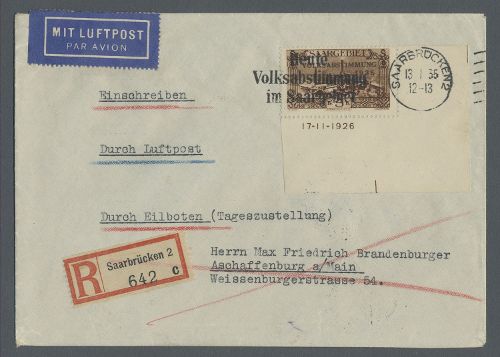 MIT LUFTPOST
PAR AVION
SAARGEBIET
VOLKSABSTIMMUNG
Heute
Volksabstimmung
im Saargebiet
SAARBRÜCKEN 2
13 1 35
12-13
17-11-1926
Einschreiben
Durch Luftpost
Durch Eilboten (Tageszustellung)
R
Saarbrücken 2
642 c
Herrn Max Friedrich Brandenburger
Aschaffenburg a/Main
Weissenburgerstrasse 54.